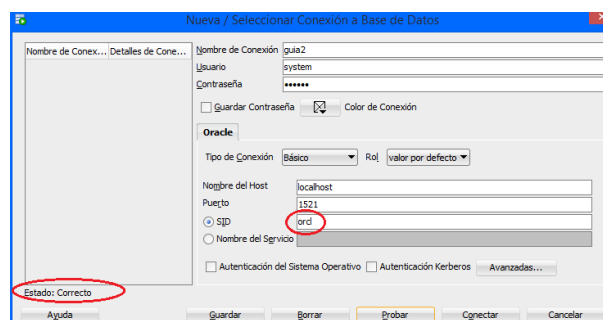 Nueva / Seleccionar Conexión a Base de Datos
Nombre de Conex... Detalles de Cone...
Nombre de Conexión guia2
Usuario system
Contraseña ••••••
Guardar Contraseña Color de Conexión
Oracle
Tipo de Conexión Básico Rol valor por defecto
Nombre del Host localhost
Puerto 1521
SID orcl
Nombre del Servicio
Autenticación del Sistema Operativo Autenticación Kerberos Avanzadas...
Estado: Correcto
Ayuda Guardar Borrar Probar Conectar Cancelar